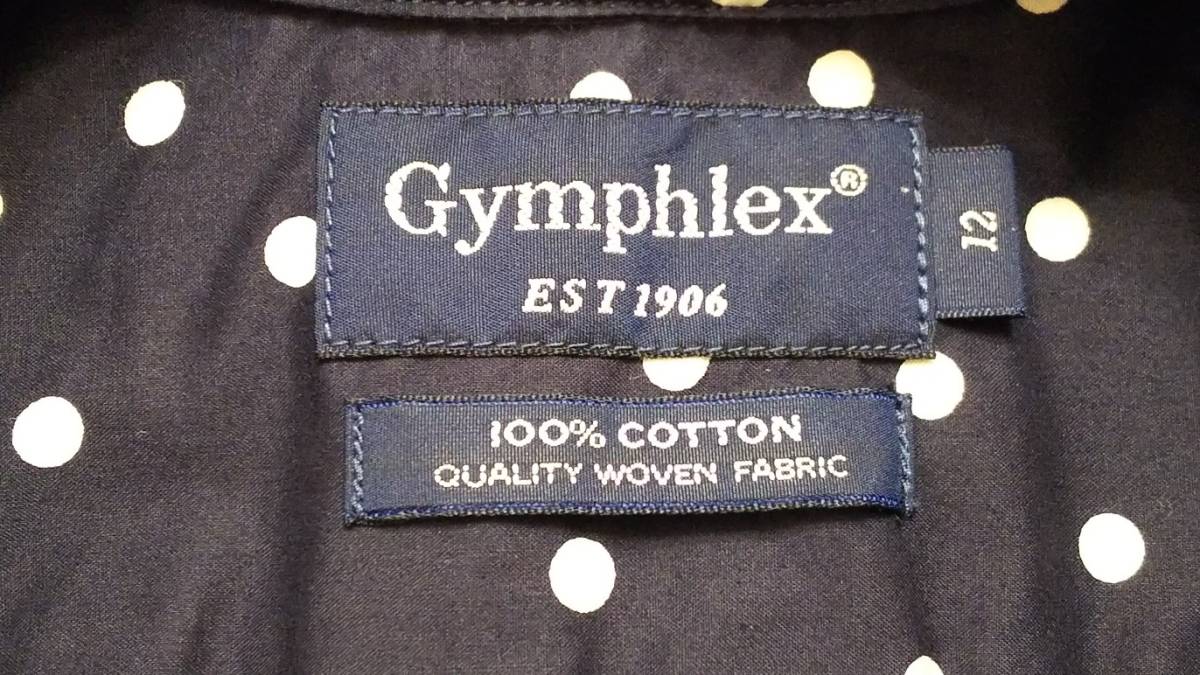 Gymphlex®
EST 1906
12
100% COTTON
QUALITY WOVEN FABRIC